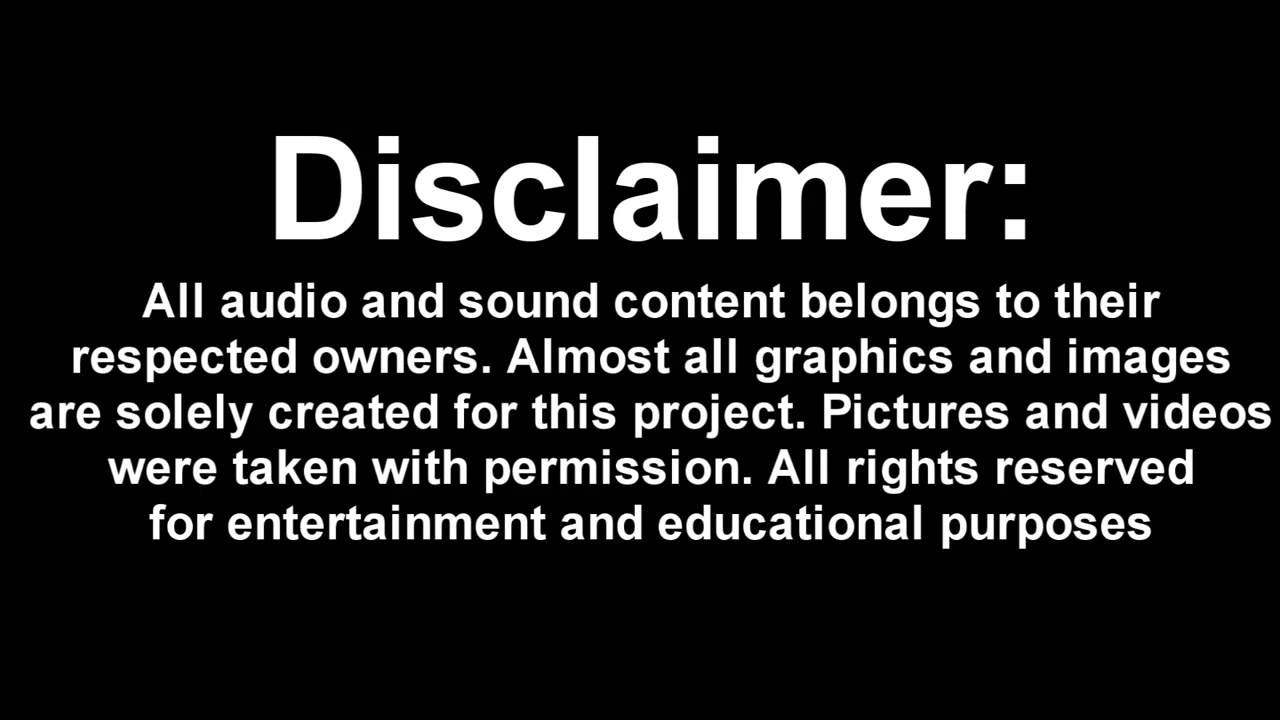 Disclaimer:
All audio and sound content belongs to their
respected owners. Almost all graphics and images
are solely created for this project. Pictures and videos
were taken with permission. All rights reserved
for entertainment and educational purposes